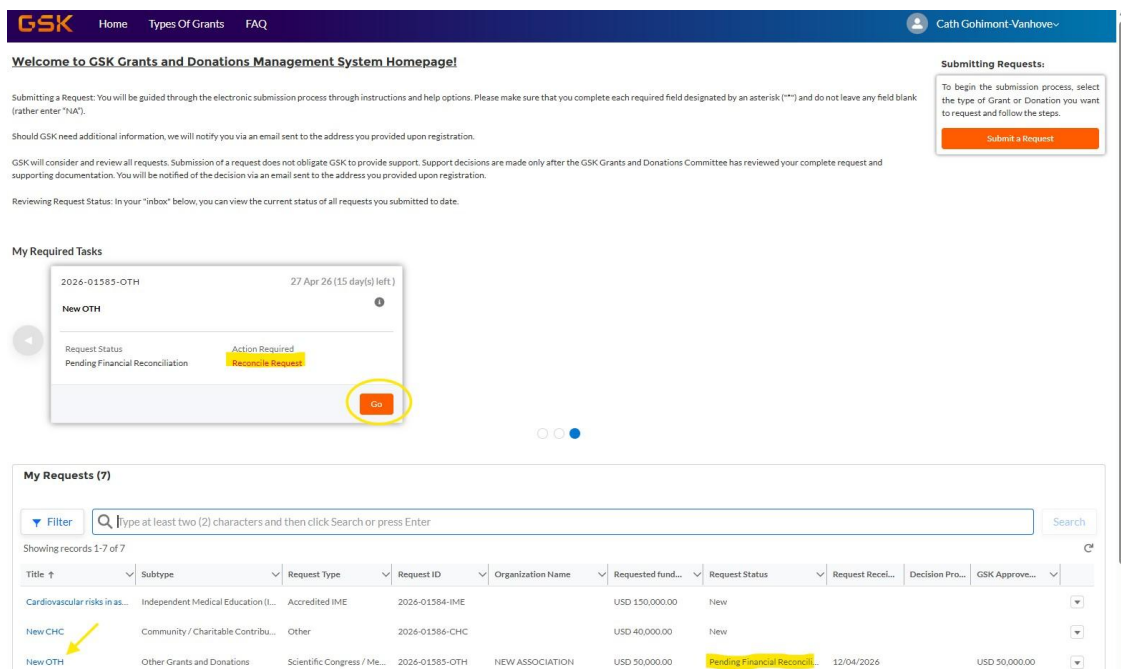 GSK Home Types Of Grants FAQ Cath Gohimont-Vanhove
Welcome to GSK Grants and Donations Management System Homepage!
Submitting a Request: You will be guided through the electronic submission process through instructions and help options. Please make sure that you complete each required field designated by an asterisk ("*") and do not leave any field blank
(rather enter "NA").
Should GSK need additional information, we will notify you via an email sent to the address you provided upon registration.
GSK will consider and review all requests. Submission of a request does not obligate GSK to provide support. Support decisions are made only after the GSK Grants and Donations Committee has reviewed your complete request and
supporting documentation. You will be notified of the decision via an email sent to the address you provided upon registration.
Reviewing Request Status: In your "inbox" below, you can view the current status of all requests you submitted to date.
Submitting Requests:
To begin the submission process, select
the type of Grant or Donation you want
to request and follow the steps.
Submit a Request
My Required Tasks
2026-01585-OTH 27 Apr 26 (15 day(s) left)
New OTH
Request Status Action Required
Pending Financial Reconciliation Reconcile Request
Go
My Requests (7)
Filter Type at least two (2) characters and then click Search or press Enter Search
Showing records 1-7 of 7
Title ↑ Subtype Request Type Request ID Organization Name Requested fund... Request Status Request Recei... Decision Pro... GSK Approve...
Cardiovascular risks in as... Independent Medical Education (I... Accredited IME 2026-01584-IME USD 150,000.00 New
New CHC Community / Charitable Contribu... Other 2026-01586-CHC USD 40,000.00 New
New OTH Other Grants and Donations Scientific Congress / Me... 2026-01585-OTH NEW ASSOCIATION USD 50,000.00 Pending Financial Reconcili... 12/04/2026 USD 50,000.00